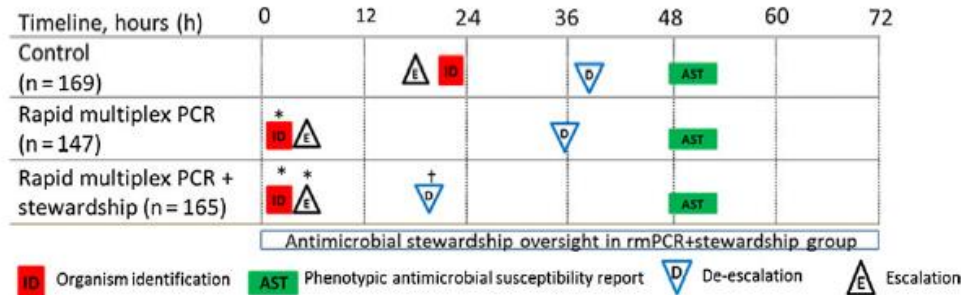 Timeline, hours (h) 0 12 24 36 48 60 72
Control
(n = 169) E ID D AST
* 
Rapid multiplex PCR
(n = 147) ID E D AST
* * †
Rapid multiplex PCR +
stewardship (n = 165) ID E D AST
Antimicrobial stewardship oversight in rmPCR+stewardship group
ID Organism identification AST Phenotypic antimicrobial susceptibility report D De-escalation E Escalation